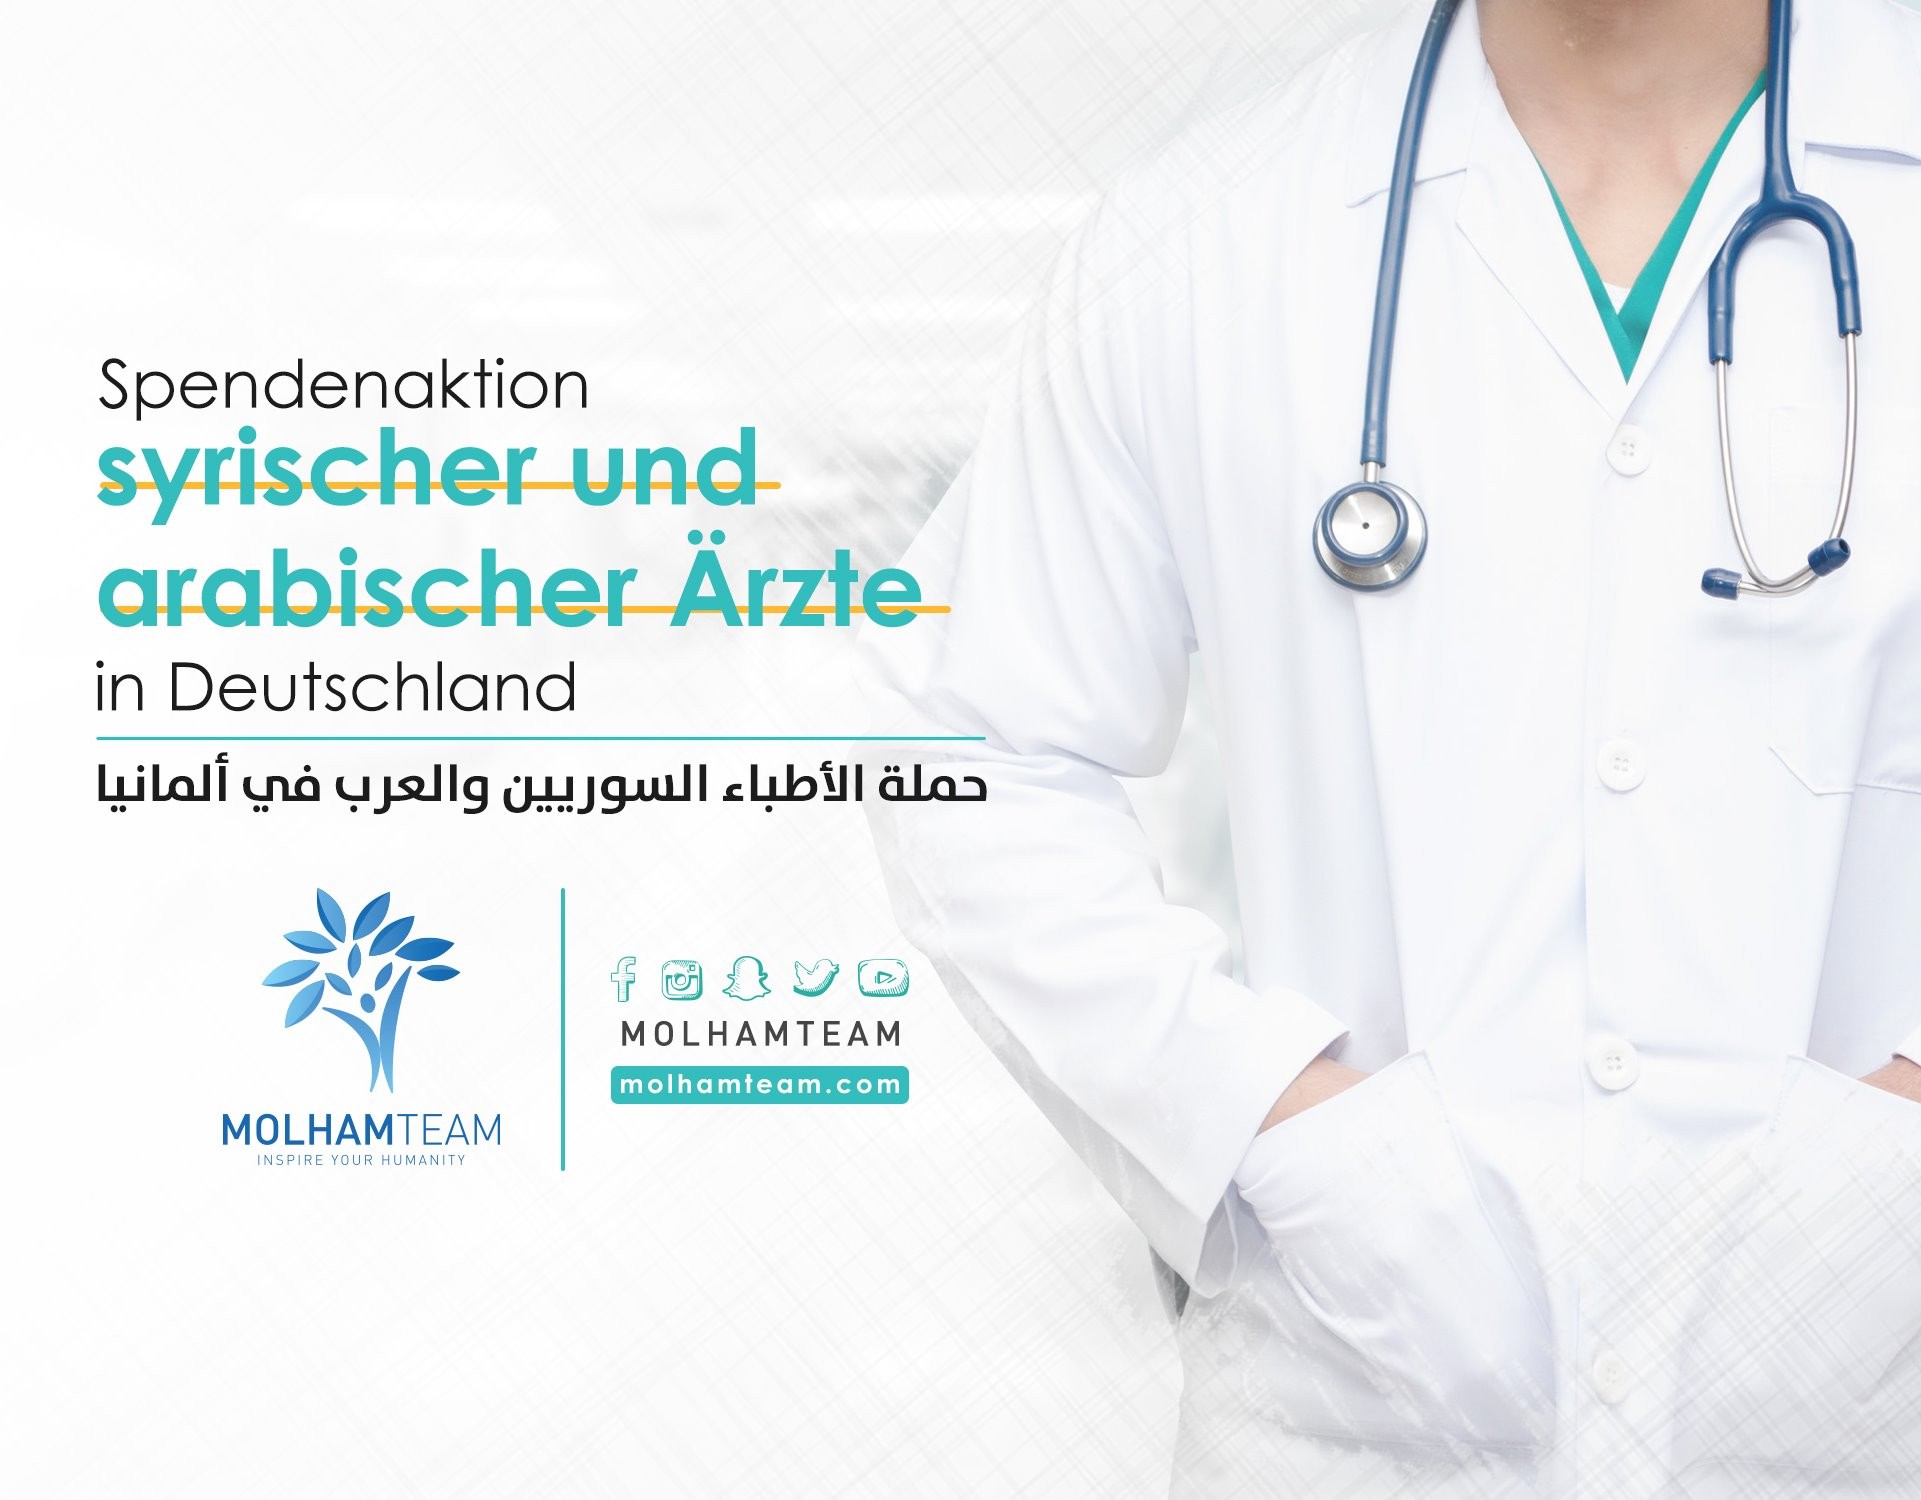 Spendenaktion
syrischer und
arabischer Ärzte
in Deutschland
حملة الأطباء السوريين والعرب في ألمانيا
MOLHAMTEAM
INSPIRE YOUR HUMANITY
MOLHAMTEAM
molhamteam.com